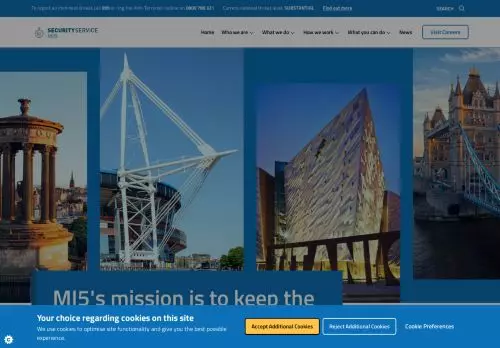 To report an imminent threat call 999 or ring the Anti-Terrorist Hotline on 0800 789 321 Current national threat level: SUBSTANTIAL Find out more SEARCH
SECURITY SERVICE
MI5
Home Who we are What we do How we work What you can do News Visit Careers
MI5's mission is to keep the
Your choice regarding cookies on this site
We use cookies to optimise site functionality and give you the best possible
experience.
Accept Additional Cookies Reject Additional Cookies Cookie Preferences